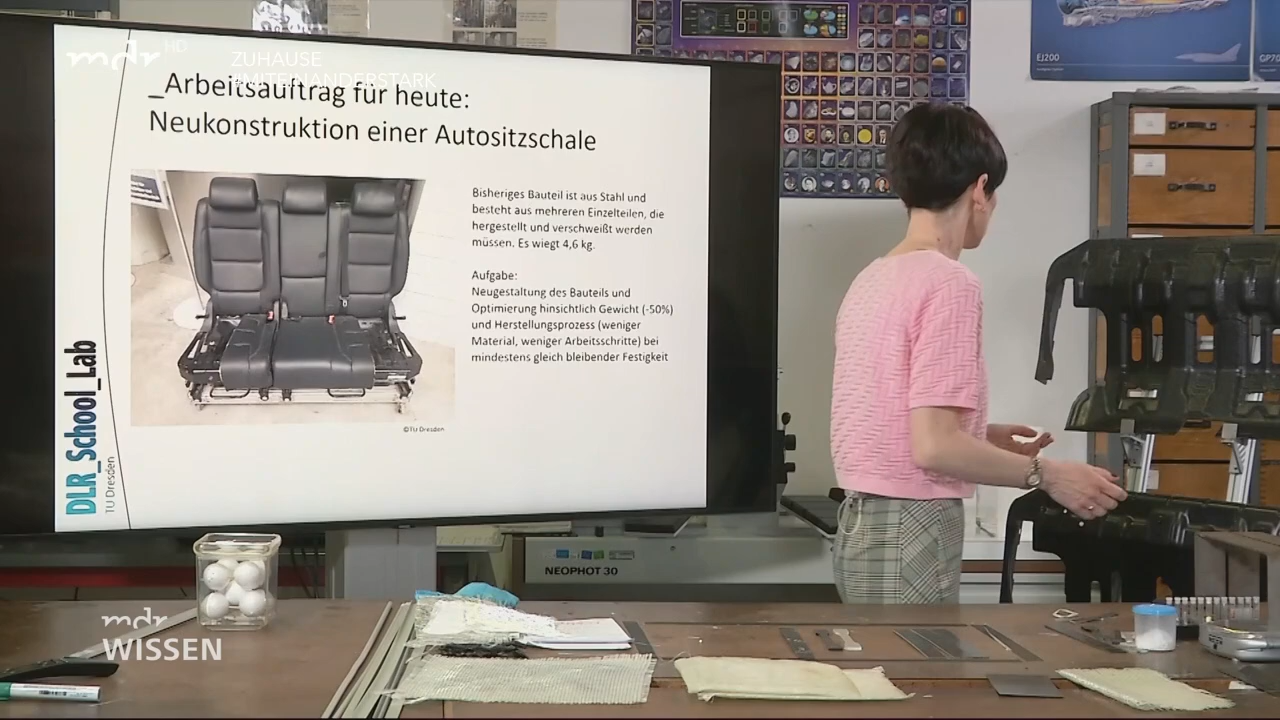 mdr HD
ZUHAUSE
#MITEINANDERSTARK
_Arbeitsauftrag für heute:
Neukonstruktion einer Autositzschale
Bisheriges Bauteil ist aus Stahl und
besteht aus mehreren Einzelteilen, die
hergestellt und verschweißt werden
müssen. Es wiegt 4,6 kg.
Aufgabe:
Neugestaltung des Bauteils und
Optimierung hinsichtlich Gewicht (-50%)
und Herstellungsprozess (weniger
Material, weniger Arbeitsschritte) bei
mindestens gleich bleibender Festigkeit
©TU Dresden
DLR_School_Lab
TU Dresden
EJ200
GP70
NEOPHOT 30
mdr
WISSEN